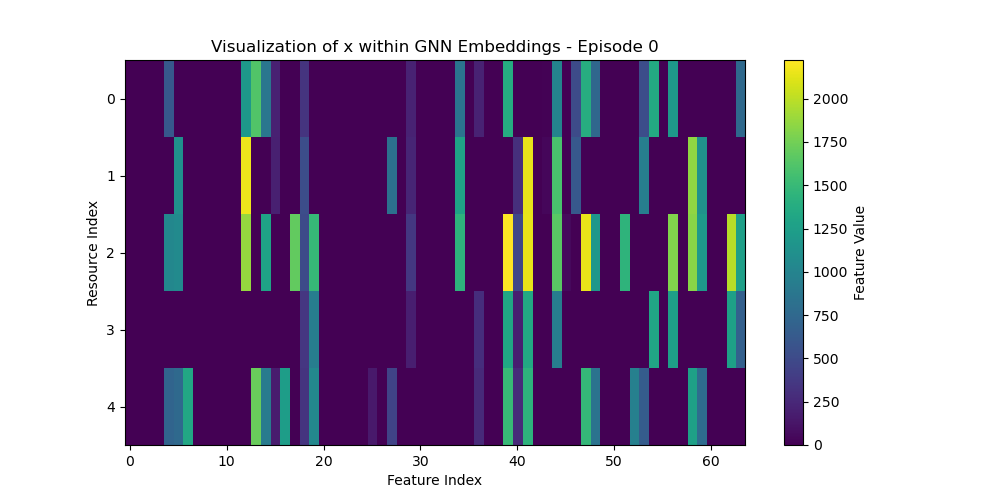 Visualization of x within GNN Embeddings - Episode 0
Resource Index
0
1
2
3
4
0 10 20 30 40 50 60
Feature Index
2000
1750
1500
1250
1000
750
500
250
0
Feature Value